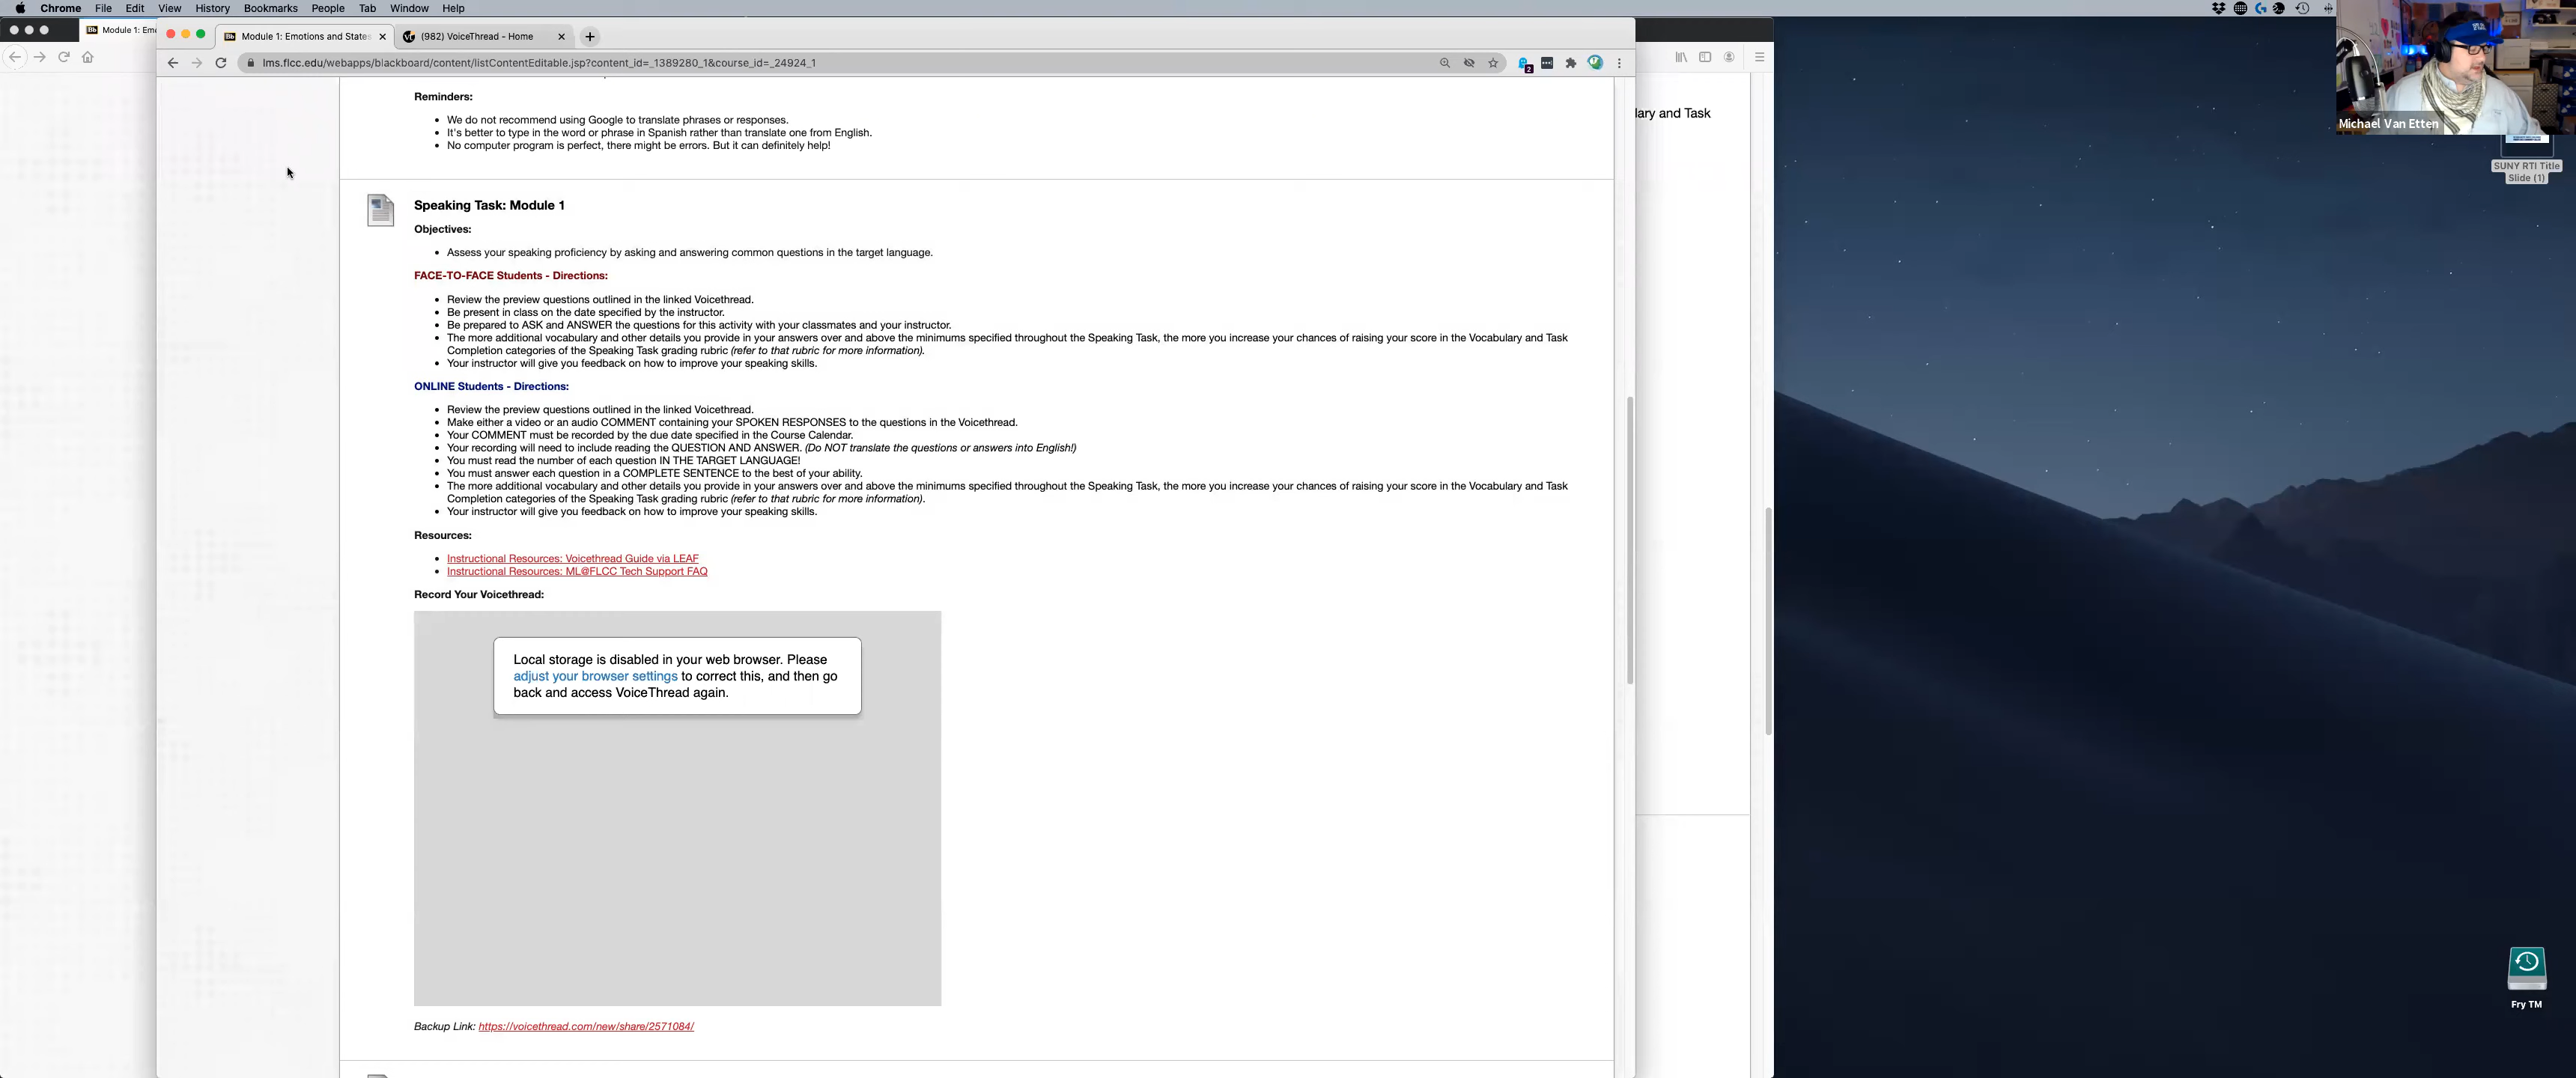 Chrome File Edit View History Bookmarks People Tab Window Help
Module 1: Emo
Module 1: Emotions and States
(982) VoiceThread - Home
lms.flcc.edu/webapps/blackboard/content/listContentEditable.jsp?content_id=_1389280_1&course_id=_24924_1
Reminders:
We do not recommend using Google to translate phrases or responses.
It's better to type in the word or phrase in Spanish rather than translate one from English.
No computer program is perfect, there might be errors. But it can definitely help!
lary and Task
Michael Van Etten
SUNY RTI Title
Slide (1)
Speaking Task: Module 1
Objectives:
Assess your speaking proficiency by asking and answering common questions in the target language.
FACE-TO-FACE Students - Directions:
Review the preview questions outlined in the linked Voicethread.
Be present in class on the date specified by the instructor.
Be prepared to ASK and ANSWER the questions for this activity with your classmates and your instructor.
The more additional vocabulary and other details you provide in your answers over and above the minimums specified throughout the Speaking Task, the more you increase your chances of raising your score in the Vocabulary and Task
Completion categories of the Speaking Task grading rubric (refer to that rubric for more information).
Your instructor will give you feedback on how to improve your speaking skills.
ONLINE Students - Directions:
Review the preview questions outlined in the linked Voicethread.
Make either a video or an audio COMMENT containing your SPOKEN RESPONSES to the questions in the Voicethread.
Your COMMENT must be recorded by the due date specified in the Course Calendar.
Your recording will need to include reading the QUESTION AND ANSWER. (Do NOT translate the questions or answers into English!)
You must read the number of each question IN THE TARGET LANGUAGE!
You must answer each question in a COMPLETE SENTENCE to the best of your ability.
The more additional vocabulary and other details you provide in your answers over and above the minimums specified throughout the Speaking Task, the more you increase your chances of raising your score in the Vocabulary and Task
Completion categories of the Speaking Task grading rubric (refer to that rubric for more information).
Your instructor will give you feedback on how to improve your speaking skills.
Resources:
Instructional Resources: Voicethread Guide via LEAF
Instructional Resources: ML@FLCC Tech Support FAQ
Record Your Voicethread:
Local storage is disabled in your web browser. Please
adjust your browser settings to correct this, and then go
back and access VoiceThread again.
Backup Link: https://voicethread.com/new/share/2571084/
Fry TM